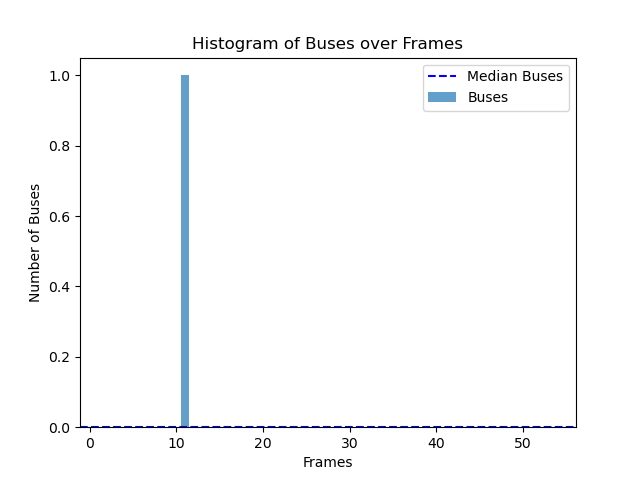 Histogram of Buses over Frames
Median Buses
Buses
1.0
0.8
0.6
0.4
0.2
0.0
Number of Buses
0 10 20 30 40 50
Frames